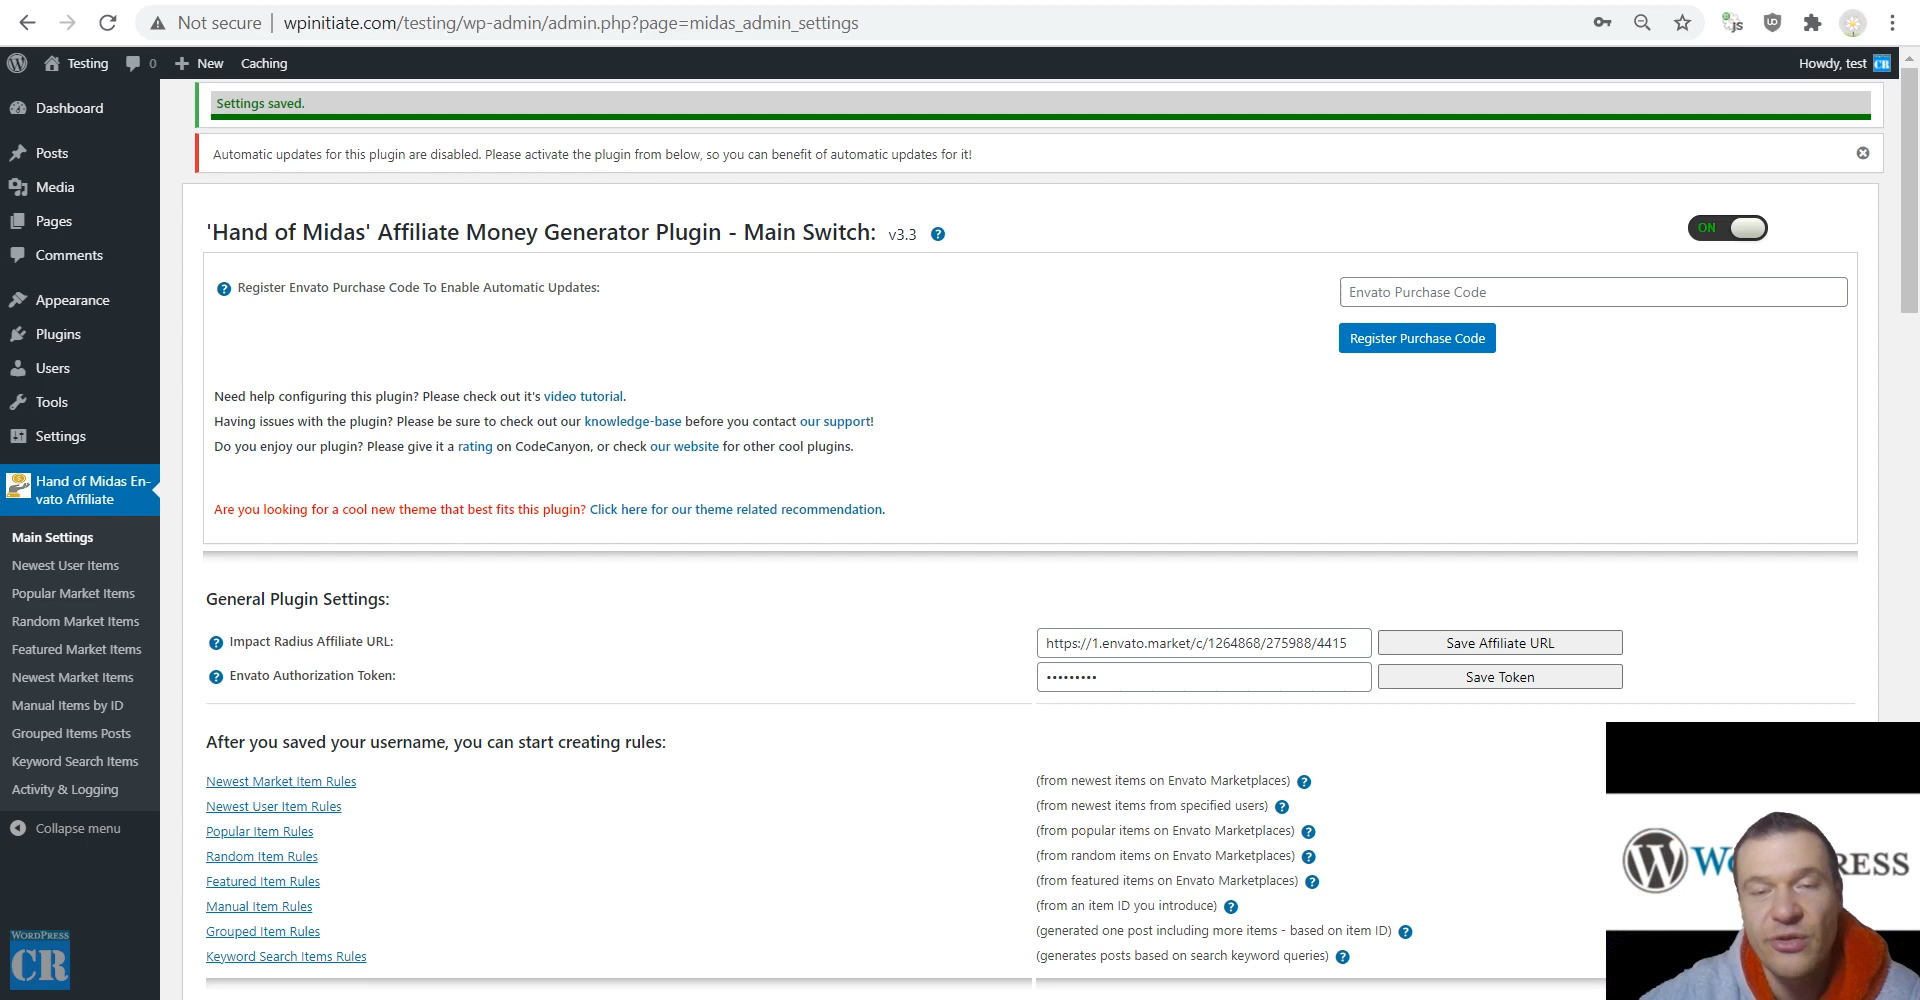 Not secure
wpinitiate.com/testing/wp-admin/admin.php?page=midas_admin_settings
Testing
0
New
Caching
Howdy, test
CR
Dashboard
Posts
Media
Pages
Comments
Appearance
Plugins
Users
Tools
Settings
Hand of Midas En-
vato Affiliate
Main Settings
Newest User Items
Popular Market Items
Random Market Items
Featured Market Items
Newest Market Items
Manual Items by ID
Grouped Items Posts
Keyword Search Items
Activity & Logging
Collapse menu
WORDPRESS
CR
Settings saved.
Automatic updates for this plugin are disabled. Please activate the plugin from below, so you can benefit of automatic updates for it!
'Hand of Midas' Affiliate Money Generator Plugin - Main Switch: v3.3
ON
Register Envato Purchase Code To Enable Automatic Updates:
Envato Purchase Code
Register Purchase Code
Need help configuring this plugin? Please check out it's video tutorial.
Having issues with the plugin? Please be sure to check out our knowledge-base before you contact our support!
Do you enjoy our plugin? Please give it a rating on CodeCanyon, or check our website for other cool plugins.
Are you looking for a cool new theme that best fits this plugin? Click here for our theme related recommendation.
General Plugin Settings:
Impact Radius Affiliate URL:
https://1.envato.market/c/1264868/275988/4415
Save Affiliate URL
Envato Authorization Token:
•••••••••
Save Token
After you saved your username, you can start creating rules:
Newest Market Item Rules
(from newest items on Envato Marketplaces)
Newest User Item Rules
(from newest items from specified users)
Popular Item Rules
(from popular items on Envato Marketplaces)
Random Item Rules
(from random items on Envato Marketplaces)
Featured Item Rules
(from featured items on Envato Marketplaces)
Manual Item Rules
(from an item ID you introduce)
Grouped Item Rules
(generated one post including more items - based on item ID)
Keyword Search Items Rules
(generates posts based on search keyword queries)